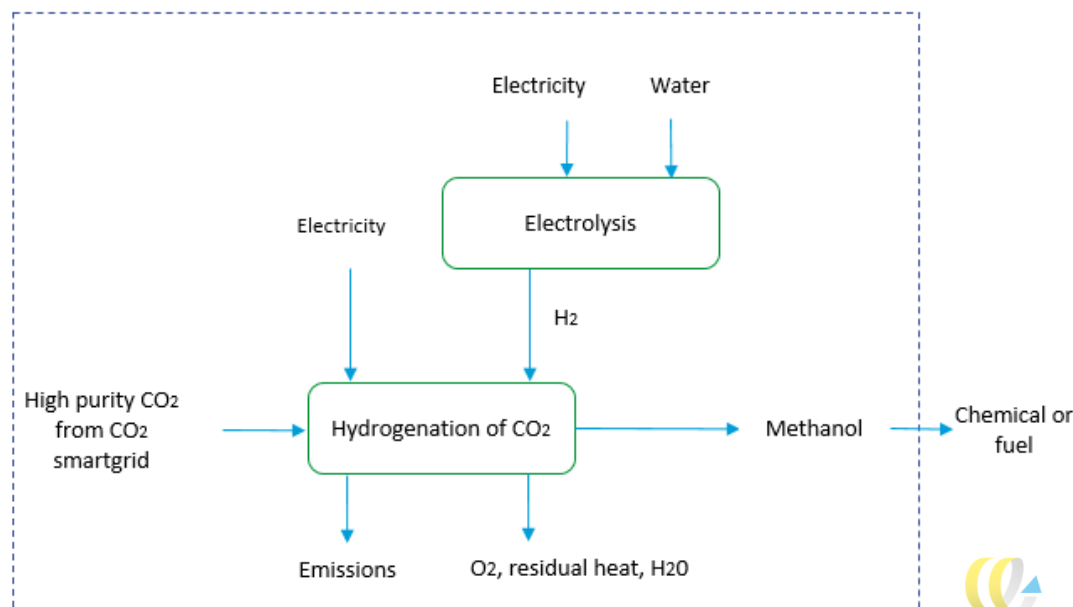 Electricity
Water
Electrolysis
Electricity
H2
High purity CO2
from CO2
smartgrid
Hydrogenation of CO2
Methanol
Chemical or
fuel
Emissions
O2, residual heat, H20